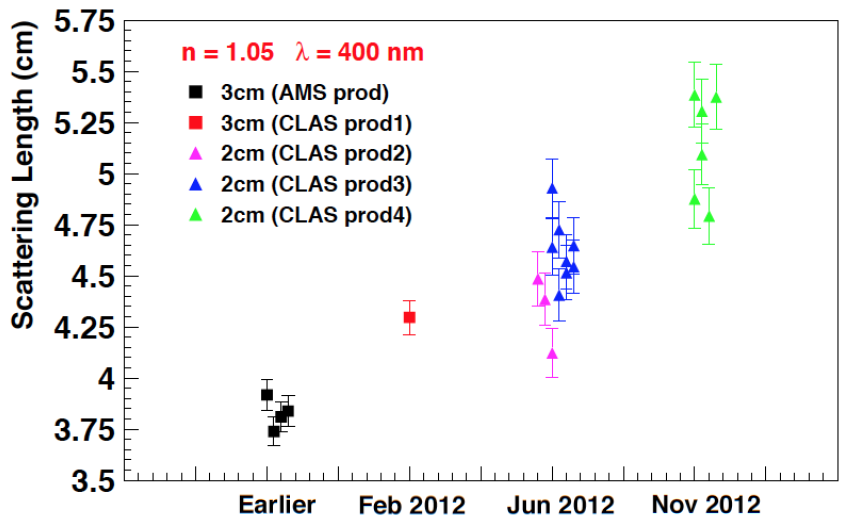 Scattering Length (cm)
5.75
5.5
5.25
5
4.75
4.5
4.25
4
3.75
3.5
n = 1.05 λ = 400 nm
3cm (AMS prod)
3cm (CLAS prod1)
2cm (CLAS prod2)
2cm (CLAS prod3)
2cm (CLAS prod4)
Earlier Feb 2012 Jun 2012 Nov 2012